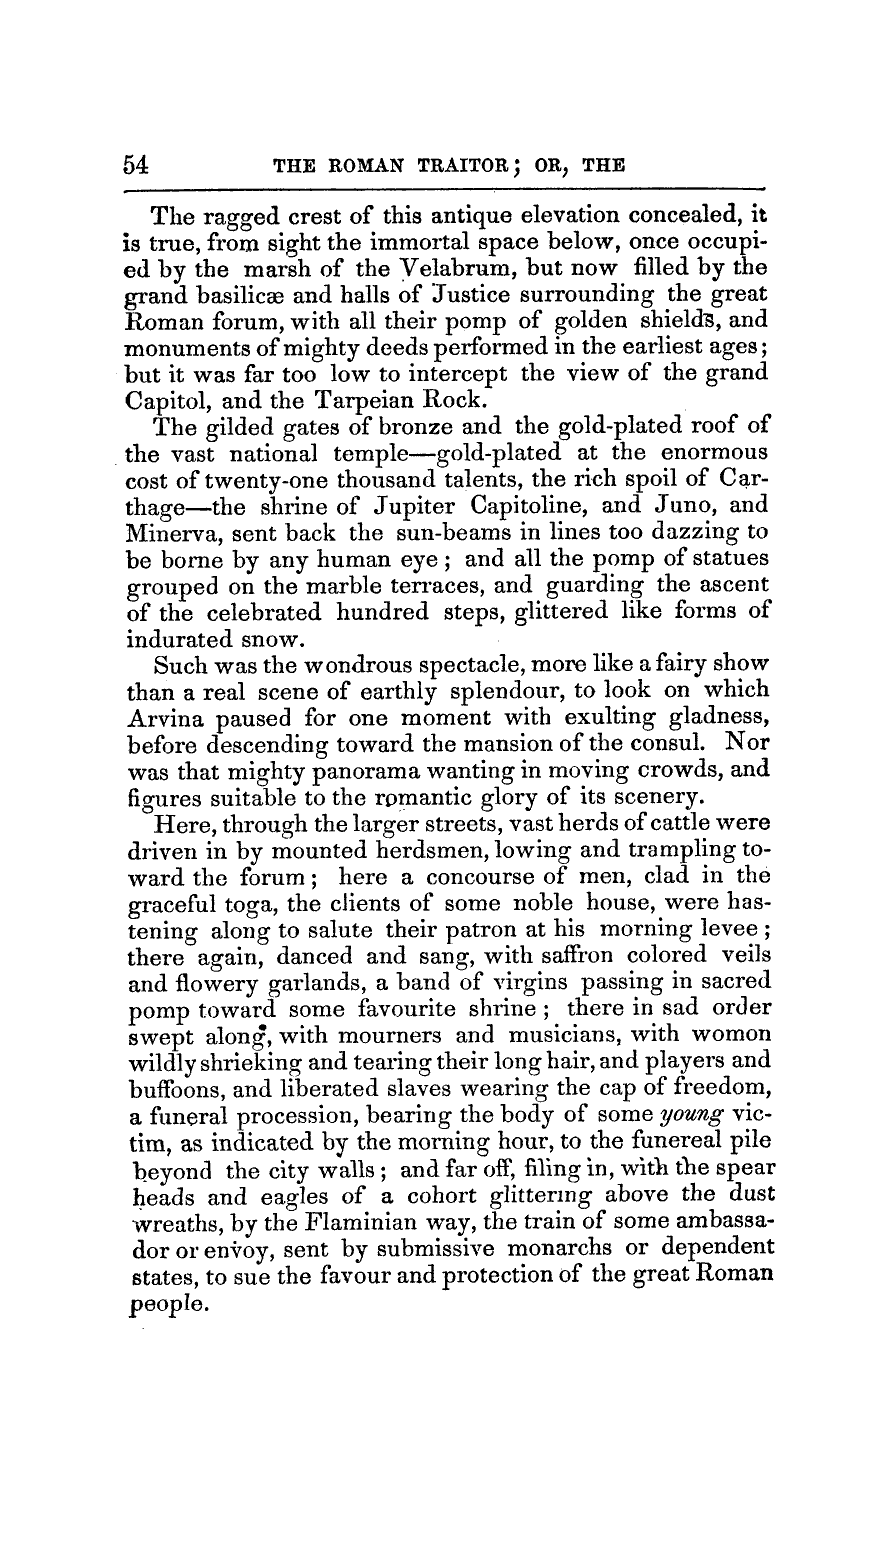 54 THE ROMAN TRAITOR; OR, THE
The ragged crest of this antique elevation concealed, it
is true, from sight the immortal space below, once occupi-
ed by the marsh of the Velabrum, but now filled by the
grand basilicæ and halls of Justice surrounding the great
Roman forum, with all their pomp of golden shields, and
monuments of mighty deeds performed in the earliest ages;
but it was far too low to intercept the view of the grand
Capitol, and the Tarpeian Rock.
The gilded gates of bronze and the gold-plated roof of
the vast national temple—gold-plated at the enormous
cost of twenty-one thousand talents, the rich spoil of Car-
thage—the shrine of Jupiter Capitoline, and Juno, and
Minerva, sent back the sun-beams in lines too dazzing to
be borne by any human eye; and all the pomp of statues
grouped on the marble terraces, and guarding the ascent
of the celebrated hundred steps, glittered like forms of
indurated snow.
Such was the wondrous spectacle, more like a fairy show
than a real scene of earthly splendour, to look on which
Arvina paused for one moment with exulting gladness,
before descending toward the mansion of the consul. Nor
was that mighty panorama wanting in moving crowds, and
figures suitable to the romantic glory of its scenery.
Here, through the larger streets, vast herds of cattle were
driven in by mounted herdsmen, lowing and trampling to-
ward the forum; here a concourse of men, clad in the
graceful toga, the clients of some noble house, were has-
tening along to salute their patron at his morning levee;
there again, danced and sang, with saffron colored veils
and flowery garlands, a band of virgins passing in sacred
pomp toward some favourite shrine; there in sad order
swept along, with mourners and musicians, with womon
wildly shrieking and tearing their long hair, and players and
buffoons, and liberated slaves wearing the cap of freedom,
a funeral procession, bearing the body of some young vic-
tim, as indicated by the morning hour, to the funereal pile
beyond the city walls; and far off, filing in, with the spear
heads and eagles of a cohort glittering above the dust
wreaths, by the Flaminian way, the train of some ambassa-
dor or envoy, sent by submissive monarchs or dependent
states, to sue the favour and protection of the great Roman
people.